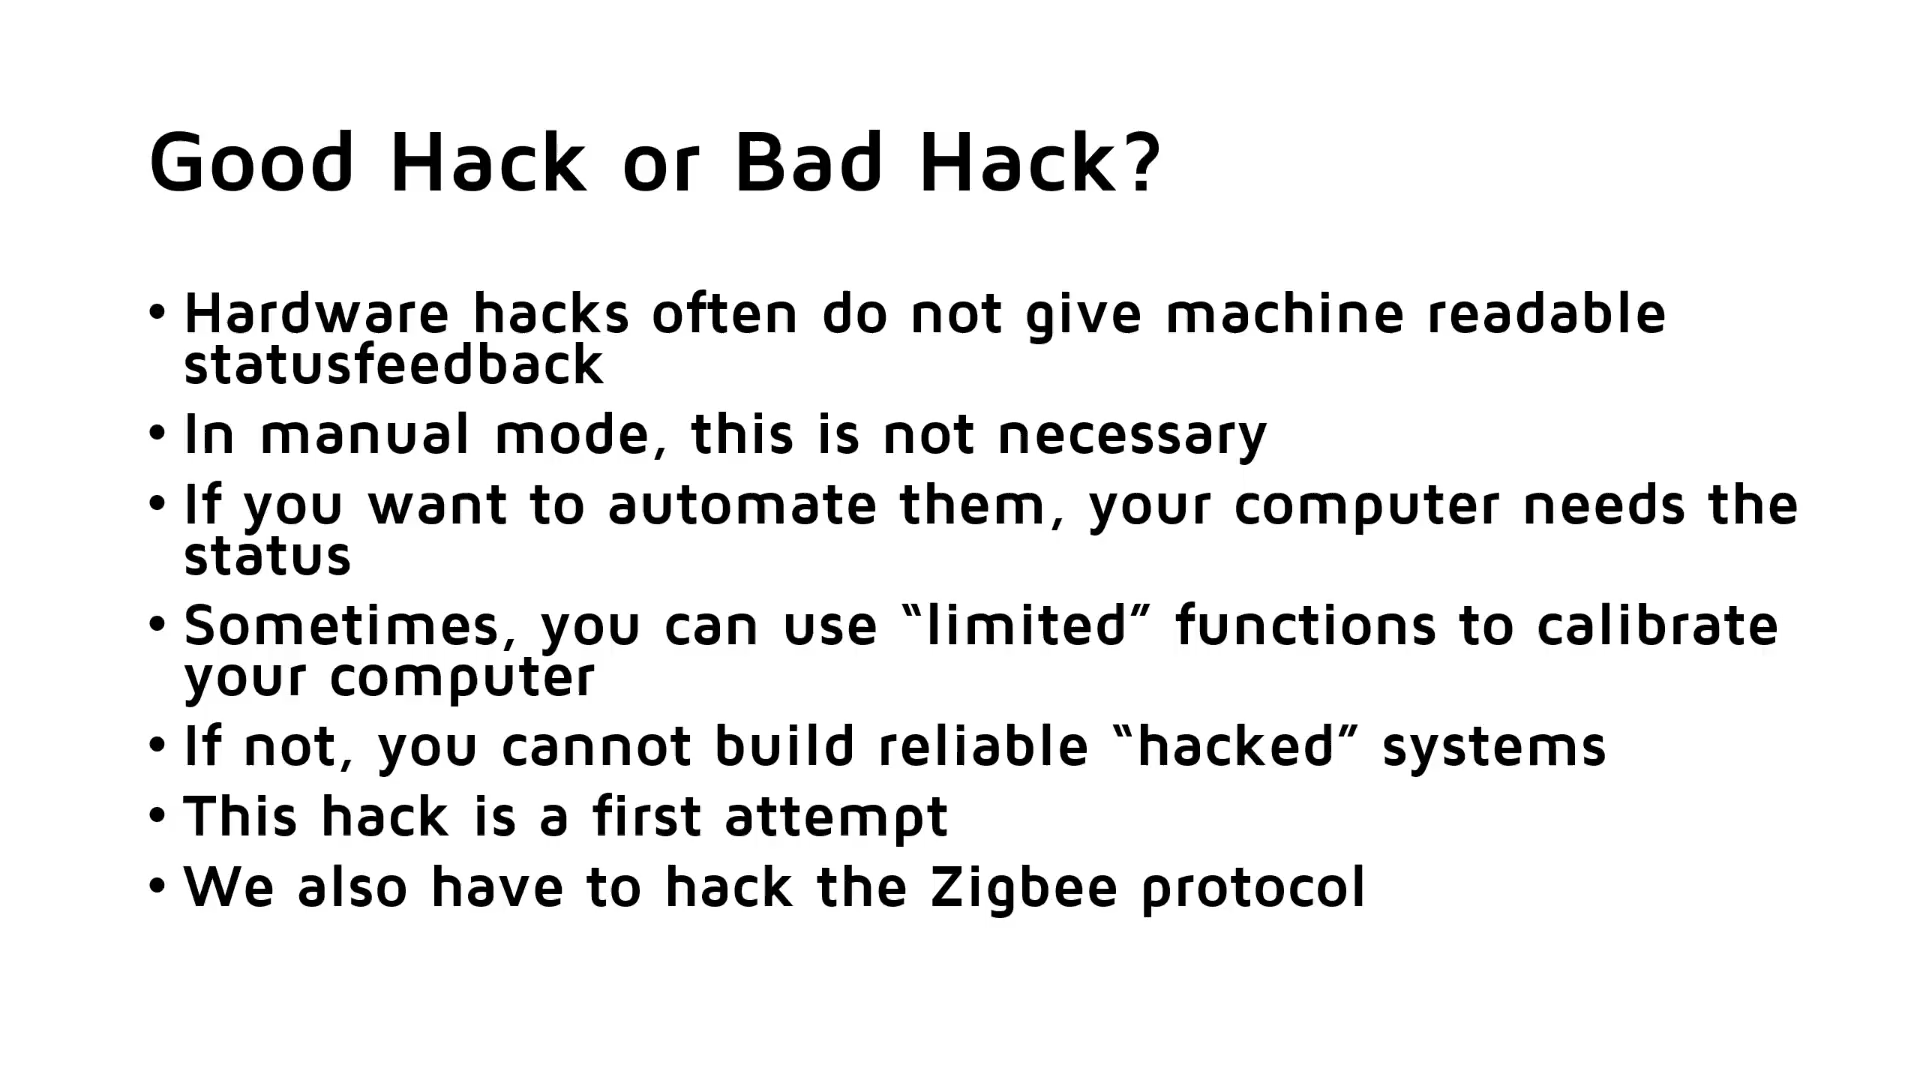 Good Hack or Bad Hack?
• Hardware hacks often do not give machine readable
statusfeedback
• In manual mode, this is not necessary
• If you want to automate them, your computer needs the
status
• Sometimes, you can use “limited” functions to calibrate
your computer
• If not, you cannot build reliable “hacked” systems
• This hack is a first attempt
• We also have to hack the Zigbee protocol